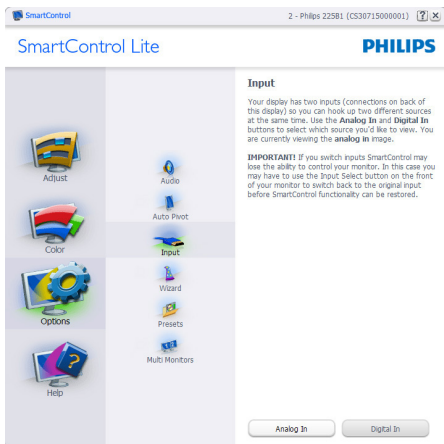 SmartControl
2 - Philips 225B1 (CS30715000001)
SmartControl Lite
PHILIPS
Adjust
Color
Options
Help
Audio
Auto Pivot
Input
Wizard
Presets
Multi Monitors
Input
Your display has two inputs (connections on back of
this display) so you can hook up two different sources
at the same time. Use the Analog In and Digital In
buttons to select which source you'd like to view. You
are currently viewing the analog in image.
IMPORTANT! If you switch inputs SmartControl may
lose the ability to control your monitor. In this case you
may have to use the Input Select button on the front
of your monitor to switch back to the original input
before SmartControl functionality can be restored.
Analog In
Digital In